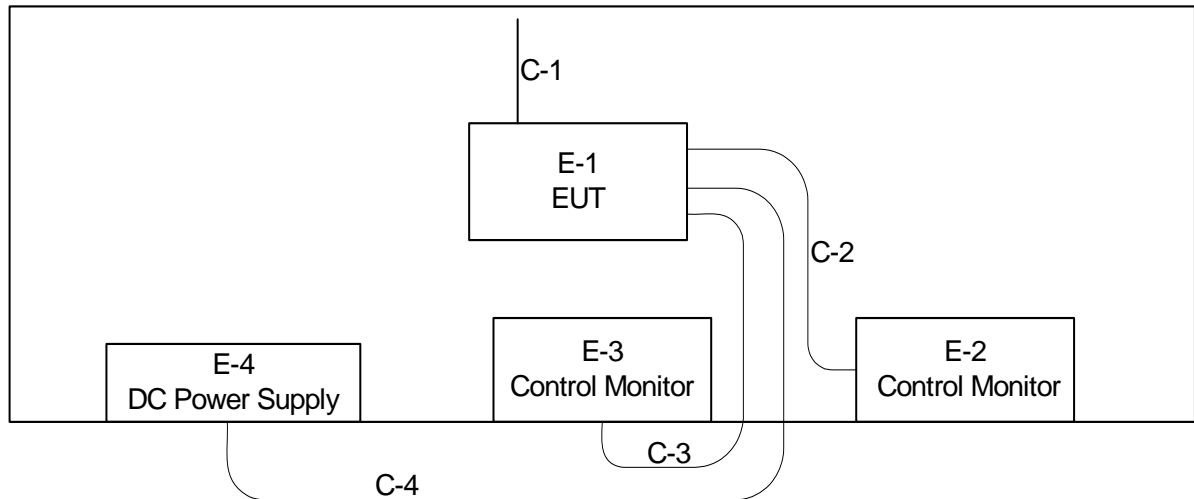 C-1
E-1
EUT
C-2
E-4
DC Power Supply
E-3
Control Monitor
E-2
Control Monitor
C-3
C-4